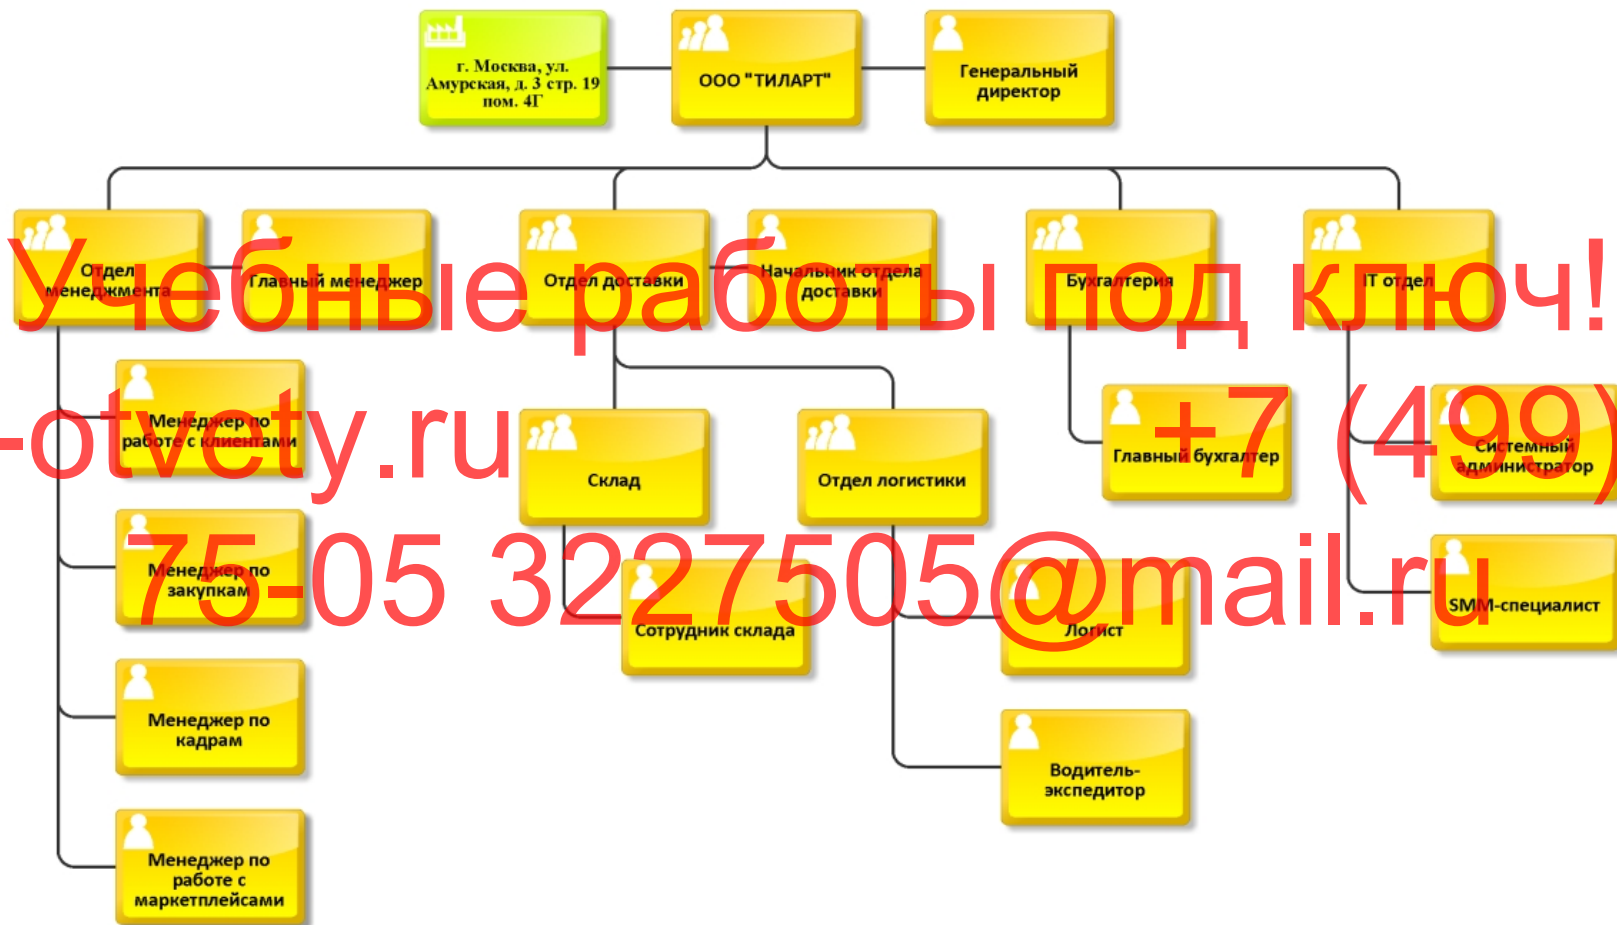 г. Москва, ул.
Амурская, д. 3 стр. 19
пом. 4Г
ООО "ТИЛАРТ"
Генеральный
директор
Отдел
менеджмента
Главный менеджер
Отдел доставки
Начальник отдела
доставки
Бухгалтерия
IT отдел
Учебные работы под ключ!
Менеджер по
работе с клиентами
Склад
Отдел логистики
Главный бухгалтер
Системный
администратор
-otvety.ru +7 (499)
Менеджер по
закупкам
Сотрудник склада
Логист
SMM-специалист
75-05 3227505@mail.ru
Менеджер по
кадрам
Водитель-
экспедитор
Менеджер по
работе с
маркетплейсами